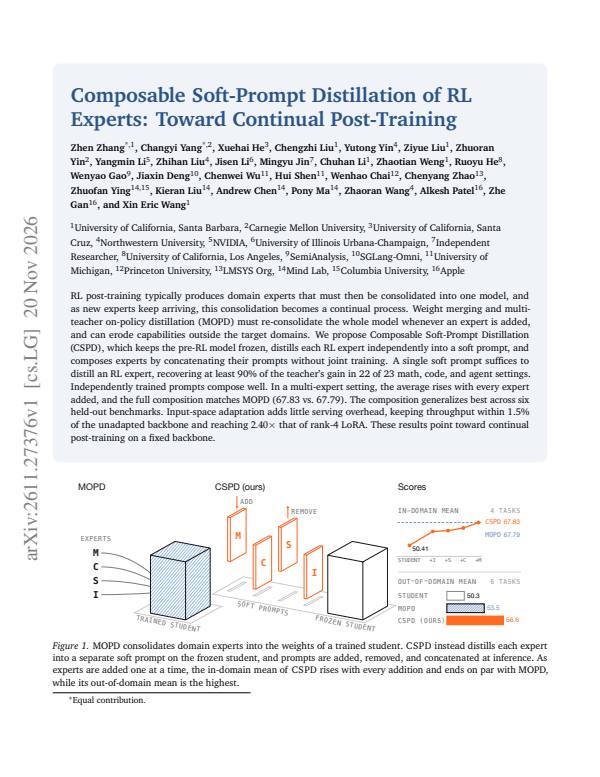 arXiv:2611.27376v1 [cs.LG] 20 Nov 2026
Composable Soft-Prompt Distillation of RL
Experts: Toward Continual Post-Training
Zhen Zhang*,1, Changyi Yang*,2, Xuehai He3, Chengzhi Liu1, Yutong Yin4, Ziyue Liu1, Zhuoran
Yin2, Yangmin Li5, Zhihan Liu4, Jisen Li6, Mingyu Jin7, Chuhan Li1, Zhaotian Weng1, Ruoyu He8,
Wenyao Gao9, Jiaxin Deng10, Chenwei Wu11, Hui Shen11, Wenhao Chai12, Chenyang Zhao13,
Zhuofan Ying14,15, Kieran Liu14, Andrew Chen14, Pony Ma14, Zhaoran Wang4, Alkesh Patel16, Zhe
Gan16, and Xin Eric Wang1
1University of California, Santa Barbara, 2Carnegie Mellon University, 3University of California, Santa
Cruz, 4Northwestern University, 5NVIDIA, 6University of Illinois Urbana-Champaign, 7Independent
Researcher, 8University of California, Los Angeles, 9SemiAnalysis, 10SGLang-Omni, 11University of
Michigan, 12Princeton University, 13LMSYS Org, 14Mind Lab, 15Columbia University, 16Apple
RL post-training typically produces domain experts that must then be consolidated into one model, and
as new experts keep arriving, this consolidation becomes a continual process. Weight merging and multi-
teacher on-policy distillation (MOPD) must re-consolidate the whole model whenever an expert is added,
and can erode capabilities outside the target domains. We propose Composable Soft-Prompt Distillation
(CSPD), which keeps the pre-RL model frozen, distills each RL expert independently into a soft prompt, and
composes experts by concatenating their prompts without joint training. A single soft prompt suffices to
distill an RL expert, recovering at least 90% of the teacher's gain in 22 of 23 math, code, and agent settings.
Independently trained prompts compose well. In a multi-expert setting, the average rises with every expert
added, and the full composition matches MOPD (67.83 vs. 67.79). The composition generalizes best across six
held-out benchmarks. Input-space adaptation adds little serving overhead, keeping throughput within 1.5%
of the unadapted backbone and reaching 2.40× that of rank-4 LoRA. These results point toward continual
post-training on a fixed backbone.
MOPD
EXPERTS
M
C
S
I
TRAINED STUDENT
CSPD (ours)
ADD
REMOVE
M
C
S
I
SOFT PROMPTS
FROZEN STUDENT
Scores
IN-DOMAIN MEAN 4 TASKS
CSPD 67.83
MOPD 67.79
50.41
STUDENT +I +S +C +M
OUT-OF-DOMAIN MEAN 6 TASKS
STUDENT 50.3
MOPD 53.5
CSPD (OURS) 56.6
Figure 1. MOPD consolidates domain experts into the weights of a trained student. CSPD instead distills each expert
into a separate soft prompt on the frozen student, and prompts are added, removed, and concatenated at inference. As
experts are added one at a time, the in-domain mean of CSPD rises with every addition and ends on par with MOPD,
while its out-of-domain mean is the highest.
*Equal contribution.